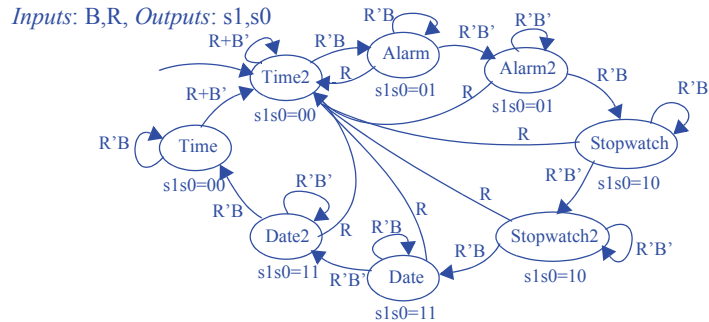 Inputs: B,R, Outputs: s1,s0
R+B'
R'B
R'B
Alarm
R'B'
R'B'
Time2
R
Alarm2
R'B
R'B
s1s0=01
R+B'
s1s0=00
R
s1s0=01
R
R'B
Time
Stopwatch
s1s0=00
R'B'
s1s0=10
R'B'
R
R'B
R
R'B
R
Date2
R'B
Stopwatch2
R'B'
s1s0=11
R'B'
Date
s1s0=10
s1s0=11